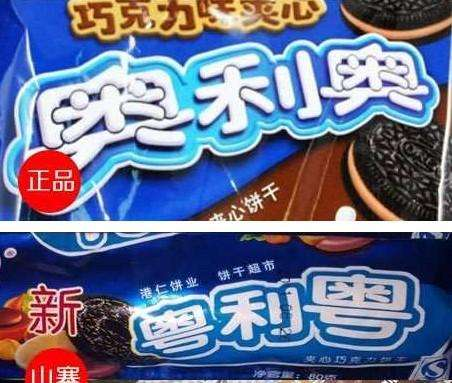 巧克力味夹心
奥利奥
正品
夹心饼干
新
港仁饼业 饼干超市
粤利粤
夹心巧克力饼干
净含量：80克
山寨